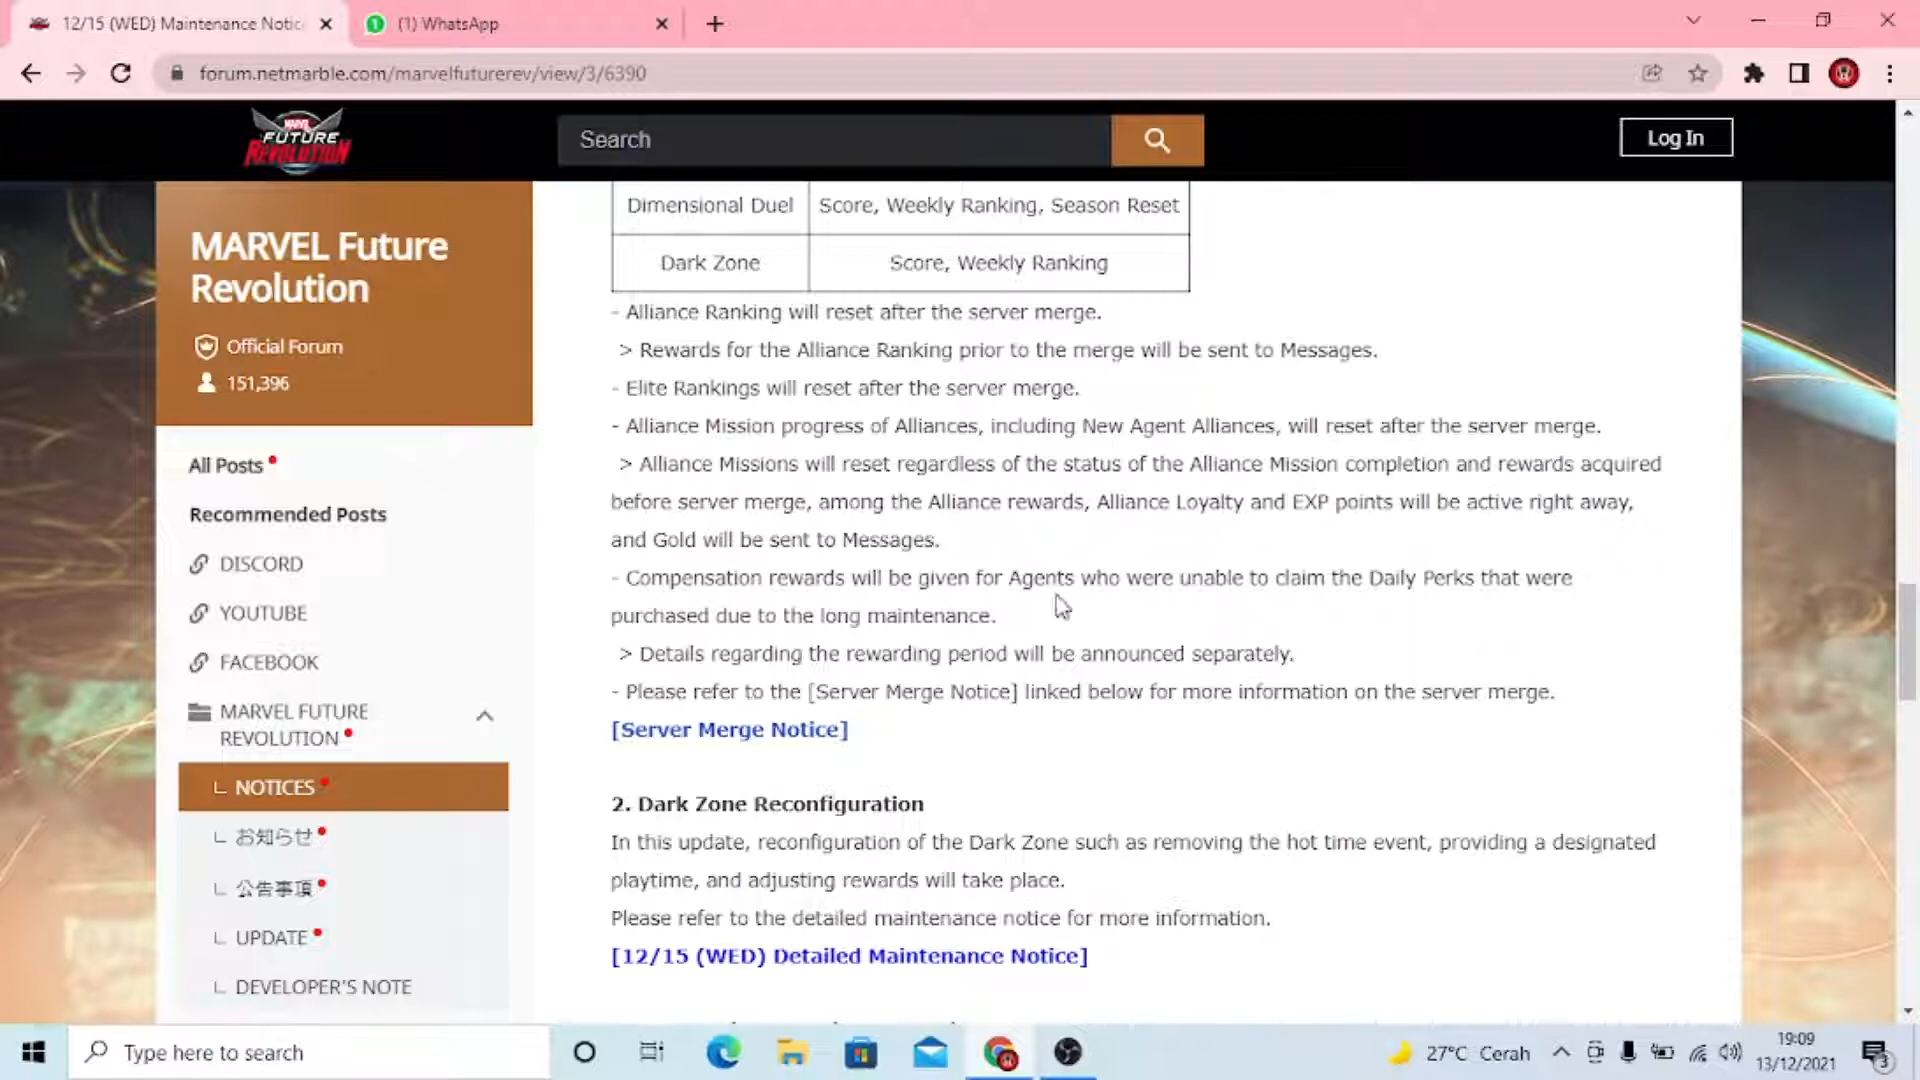 12/15 (WED) Maintenance Notic
(1) WhatsApp
forum.netmarble.com/marvelfuturerev/view/3/6390
MARVEL
FUTURE
REVOLUTION
Search
Log In
MARVEL Future
Revolution
Official Forum
151,396
All Posts
Recommended Posts
DISCORD
YOUTUBE
FACEBOOK
MARVEL FUTURE
REVOLUTION
NOTICES
お知らせ
公告事項
UPDATE
DEVELOPER'S NOTE
Dimensional Duel Score, Weekly Ranking, Season Reset
Dark Zone Score, Weekly Ranking
- Alliance Ranking will reset after the server merge.
> Rewards for the Alliance Ranking prior to the merge will be sent to Messages.
- Elite Rankings will reset after the server merge.
- Alliance Mission progress of Alliances, including New Agent Alliances, will reset after the server merge.
> Alliance Missions will reset regardless of the status of the Alliance Mission completion and rewards acquired
before server merge, among the Alliance rewards, Alliance Loyalty and EXP points will be active right away,
and Gold will be sent to Messages.
- Compensation rewards will be given for Agents who were unable to claim the Daily Perks that were
purchased due to the long maintenance.
> Details regarding the rewarding period will be announced separately.
- Please refer to the [Server Merge Notice] linked below for more information on the server merge.
[Server Merge Notice]
2. Dark Zone Reconfiguration
In this update, reconfiguration of the Dark Zone such as removing the hot time event, providing a designated
playtime, and adjusting rewards will take place.
Please refer to the detailed maintenance notice for more information.
[12/15 (WED) Detailed Maintenance Notice]
Type here to search
27°C Cerah
19:09
13/12/2021
3